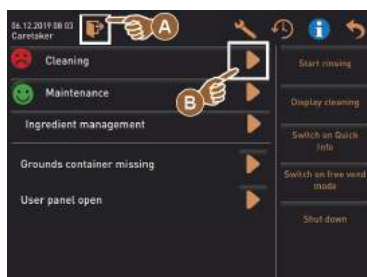 06.12.2019 08 03
Caretaker
A
Cleaning
Start rinsing
B
Maintenance
Display cleaning
Ingredient management
Switch on Quick
Info
Grounds container missing
Switch on free vend
mode
User panel open
Shut down